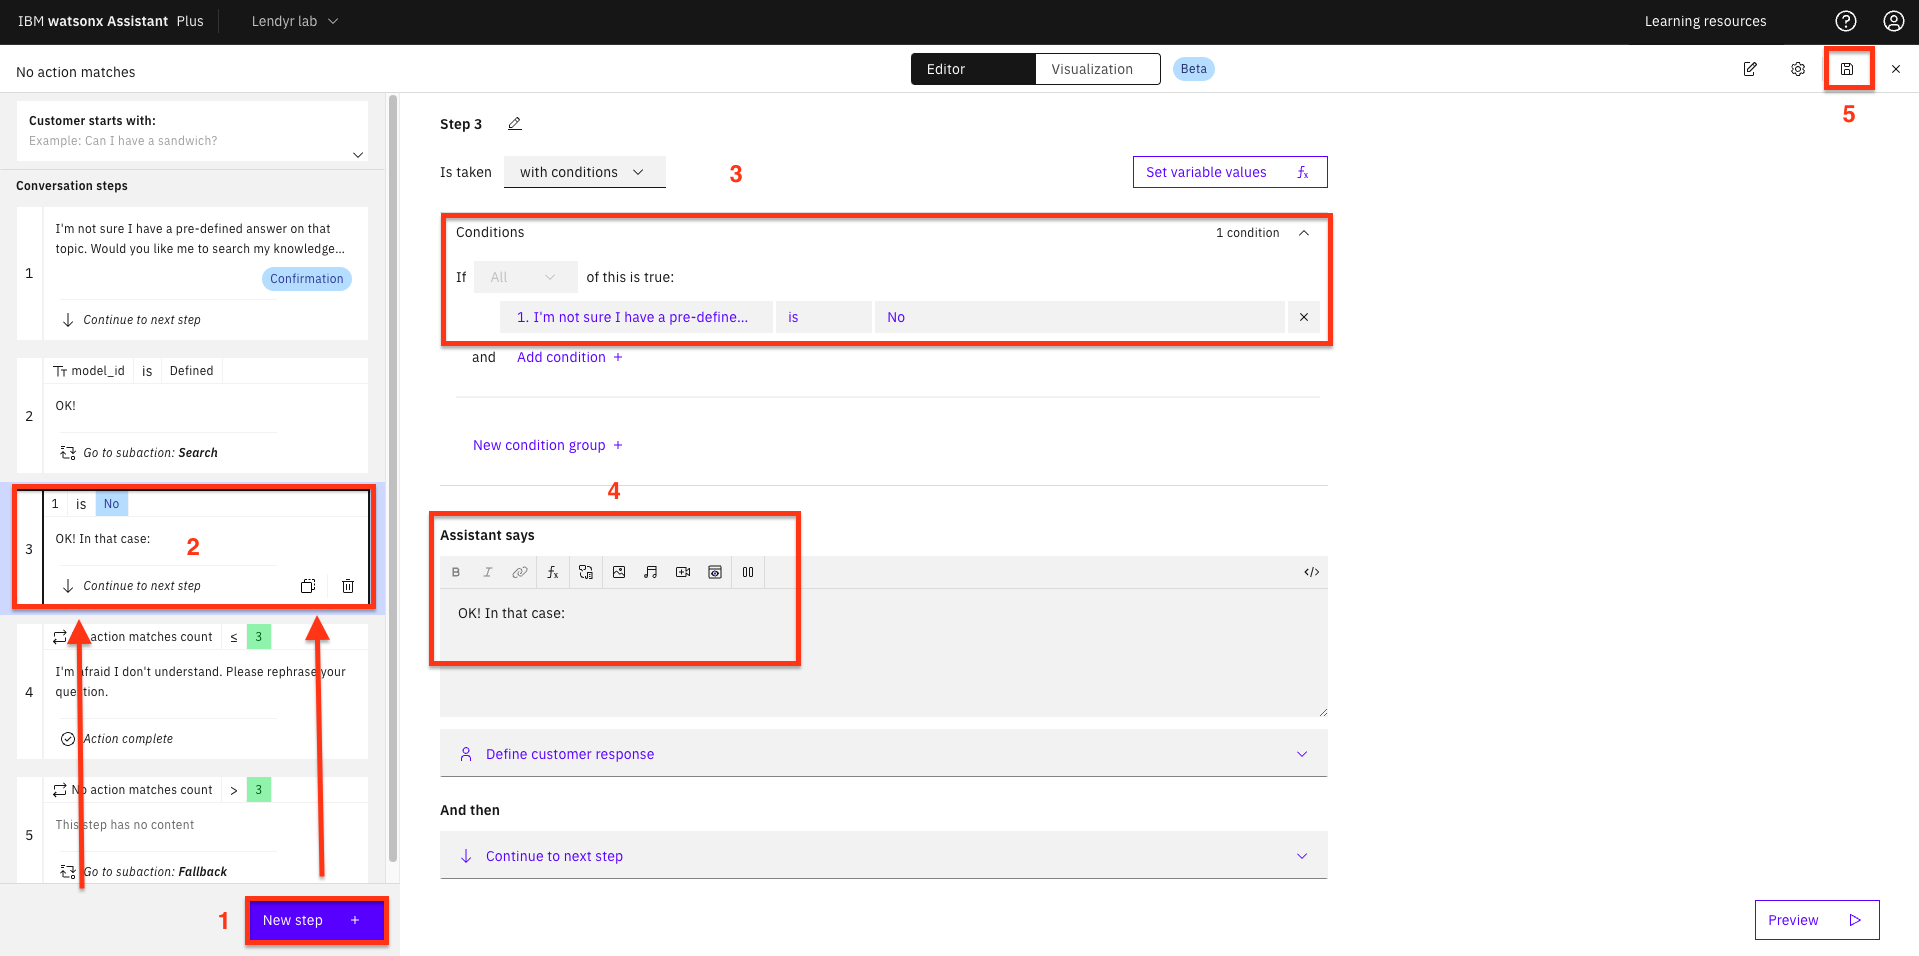 IBM watsonx Assistant Plus
Lendyr lab
Learning resources
No action matches
Editor
Visualization
Beta
5
Customer starts with:
Example: Can I have a sandwich?
Conversation steps
1
I'm not sure I have a pre-defined answer on that
topic. Would you like me to search my knowledge...
Confirmation
Continue to next step
2
model_id is Defined
OK!
Go to subaction: Search
3
1 is No
OK! In that case:
2
Continue to next step
4
action matches count ≤ 3
I'm afraid I don't understand. Please rephrase your
question.
Action complete
5
No action matches count > 3
This step has no content
Go to subaction: Fallback
1
New step +
Step 3
Is taken
with conditions
3
Set variable values
Conditions
1 condition
If All of this is true:
1. I'm not sure I have a pre-define... is No
and Add condition +
New condition group +
4
Assistant says
B I
OK! In that case:
Define customer response
And then
Continue to next step
Preview